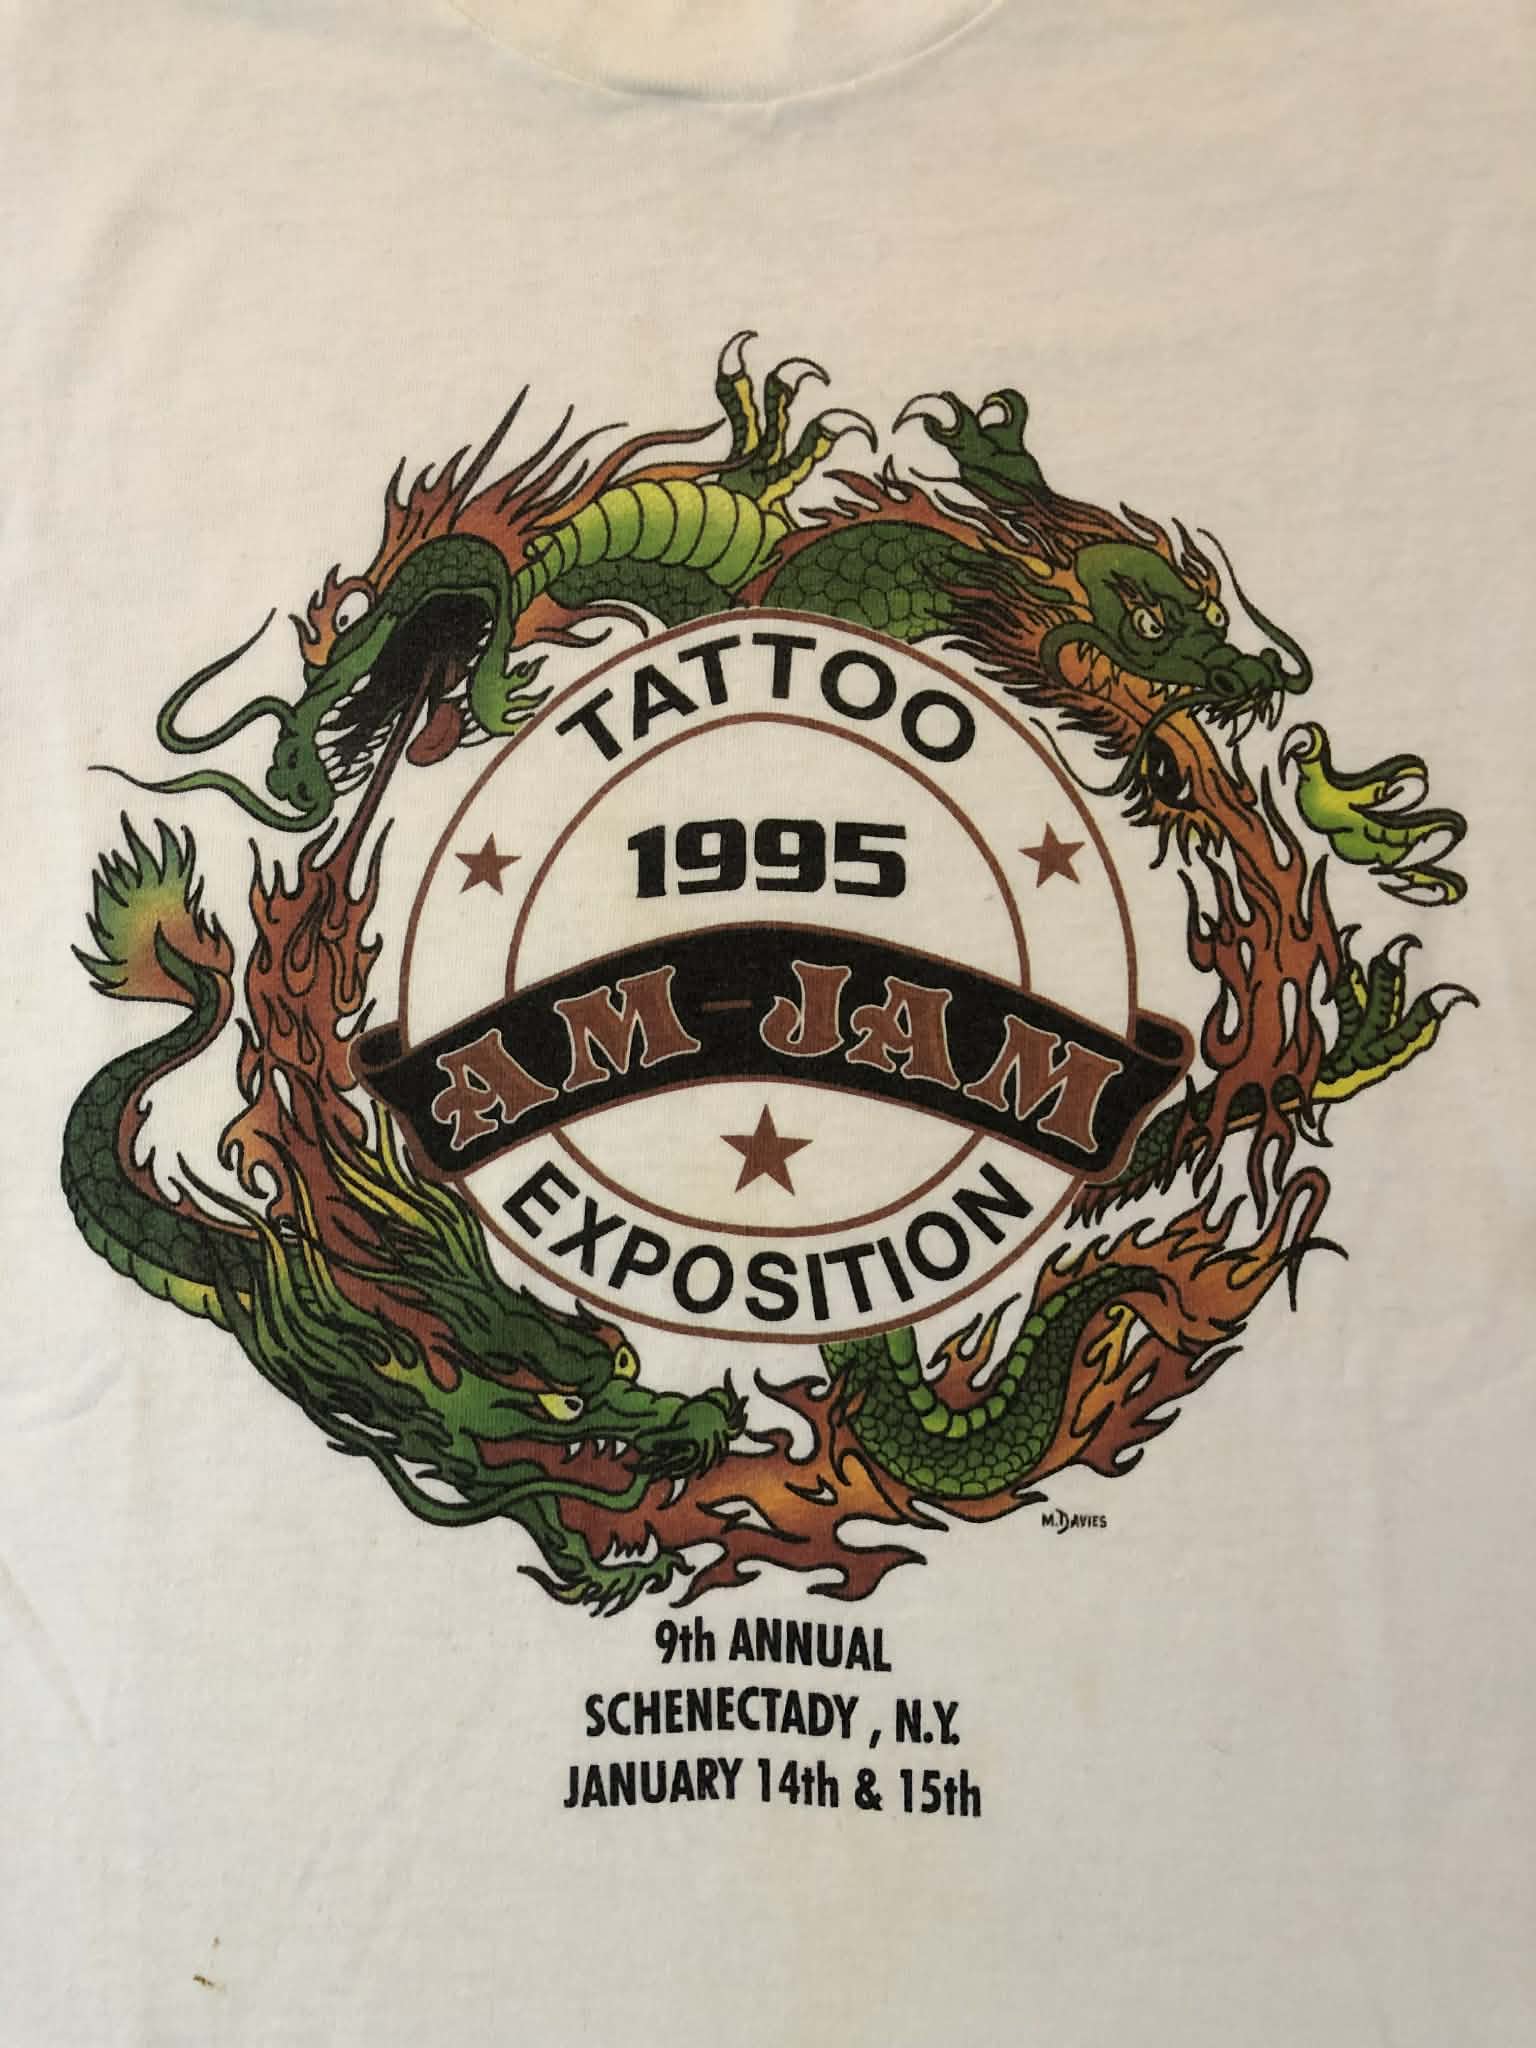 TATTOO
1995
AM-JAM
EXPOSITION
M. DAVIES
9th ANNUAL
SCHENECTADY , N.Y.
JANUARY 14th & 15th